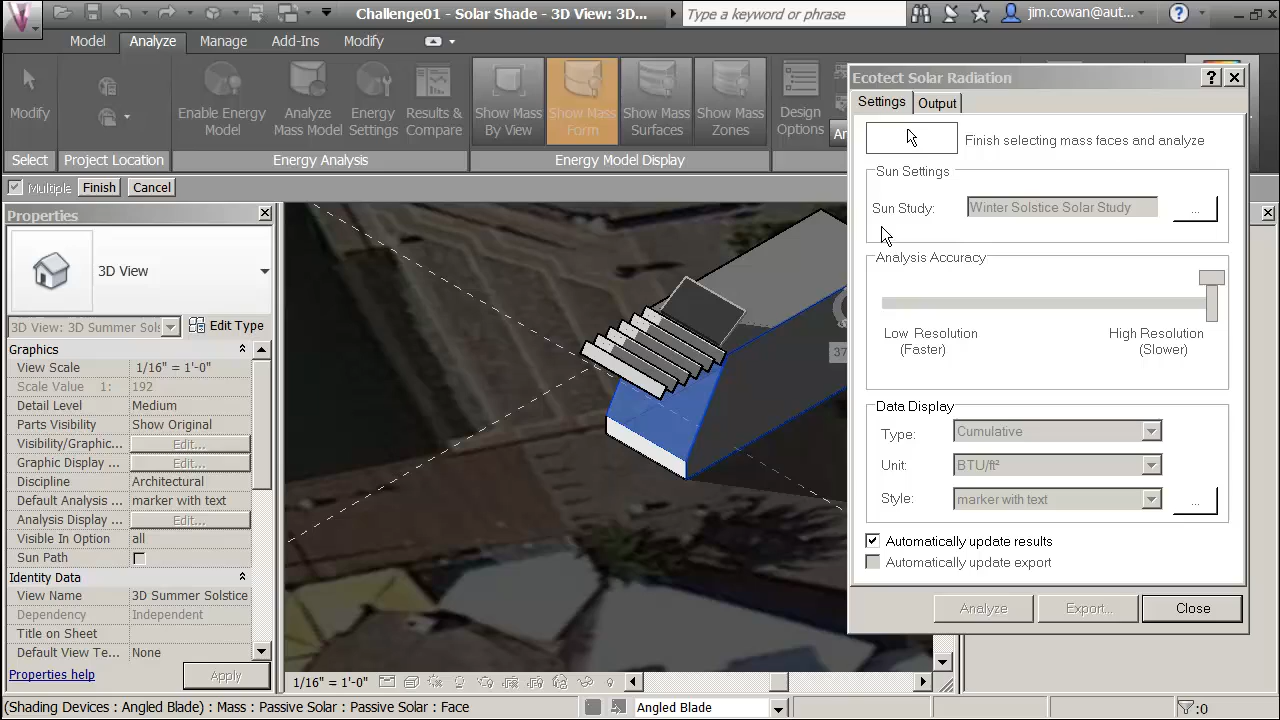 Challenge01 - Solar Shade - 3D View: 3D...
Type a keyword or phrase
jim.cowan@aut...
Model
Analyze
Manage
Add-Ins
Modify
Modify
Enable Energy
Model
Analyze
Mass Model
Energy
Settings
Results &
Compare
Show Mass
By View
Show Mass
Form
Show Mass
Surfaces
Show Mass
Zones
Design
Options
Select
Project Location
Energy Analysis
Energy Model Display
Multiple
Finish
Cancel
Properties
3D View
3D View: 3D Summer Sols
Edit Type
Graphics
View Scale
1/16" = 1'-0"
Scale Value 1:
192
Detail Level
Medium
Parts Visibility
Show Original
Visibility/Graphic...
Edit...
Graphic Display ...
Edit...
Discipline
Architectural
Default Analysis ...
marker with text
Analysis Display ...
Edit...
Visible In Option
all
Sun Path
Identity Data
View Name
3D Summer Solstice
Dependency
Independent
Title on Sheet
Default View Te...
None
Properties help
Apply
37
Ecotect Solar Radiation
Settings
Output
Finish selecting mass faces and analyze
Sun Settings
Sun Study:
Winter Solstice Solar Study
...
Analysis Accuracy
Low Resolution
(Faster)
High Resolution
(Slower)
Data Display
Type:
Cumulative
Unit:
BTU/ft²
Style:
marker with text
...
Automatically update results
Automatically update export
Analyze
Export...
Close
1/16" = 1'-0"
(Shading Devices : Angled Blade) : Mass : Passive Solar : Passive Solar : Face
Angled Blade
:0